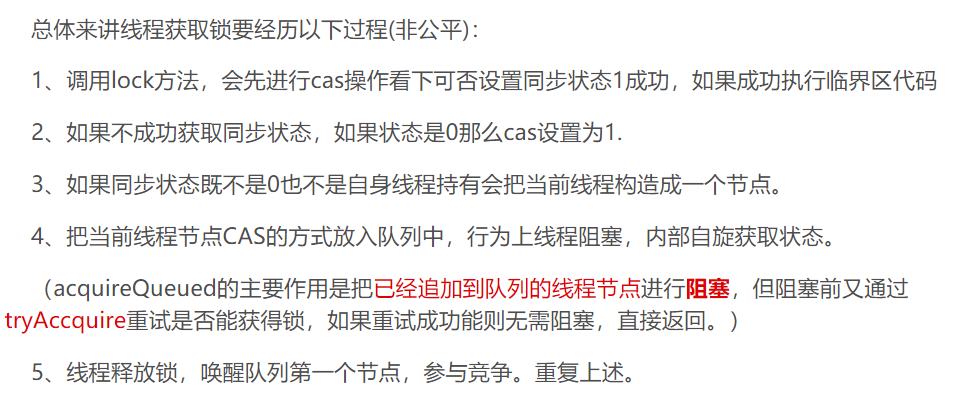 总体来讲线程获取锁要经历以下过程(非公平)：
1、调用lock方法，会先进行cas操作看下可否设置同步状态1成功，如果成功执行临界区代码
2、如果不成功获取同步状态，如果状态是0那么cas设置为1.
3、如果同步状态既不是0也不是自身线程持有会把当前线程构造成一个节点。
4、把当前线程节点CAS的方式放入队列中，行为上线程阻塞，内部自旋获取状态。
（acquireQueued的主要作用是把已经追加到队列的线程节点进行阻塞，但阻塞前又通过
tryAccquire重试是否能获得锁，如果重试成功能则无需阻塞，直接返回。）
5、线程释放锁，唤醒队列第一个节点，参与竞争。重复上述。